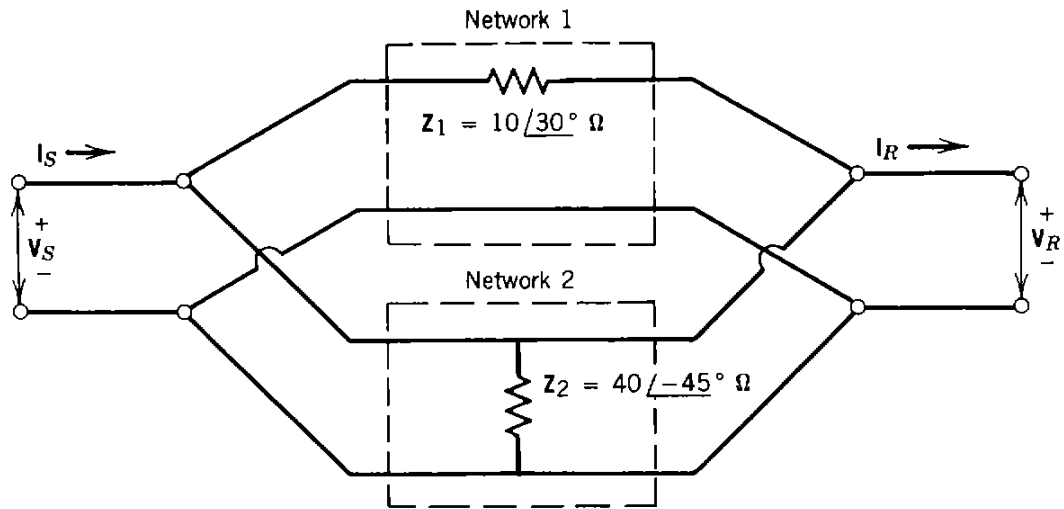 Network 1
Z1 = 10/30° Ω
IS
IR
+
VS
−
+
VR
−
Network 2
Z2 = 40/−45° Ω